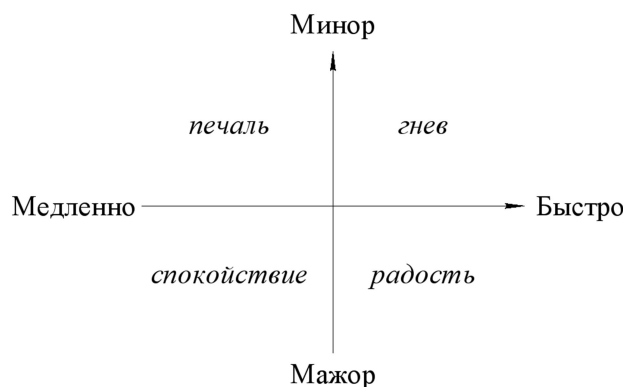 Минор
печаль гнев
Медленно Быстро
спокойствие радость
Мажор